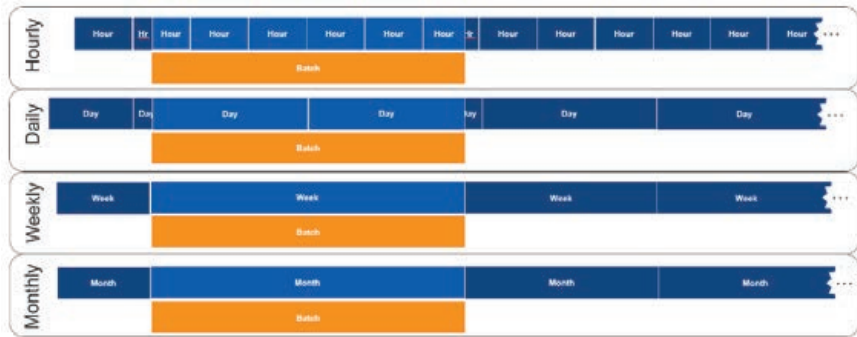 Hourly
Hour Hr Hour Hour Hour Hour Hour Hour Hr Hour Hour Hour Hour Hour Hour ...
Batch
Daily
Day Day Day Day Day Day Day ...
Batch
Weekly
Week Week Week Week ...
Batch
Monthly
Month Month Month Month ...
Batch